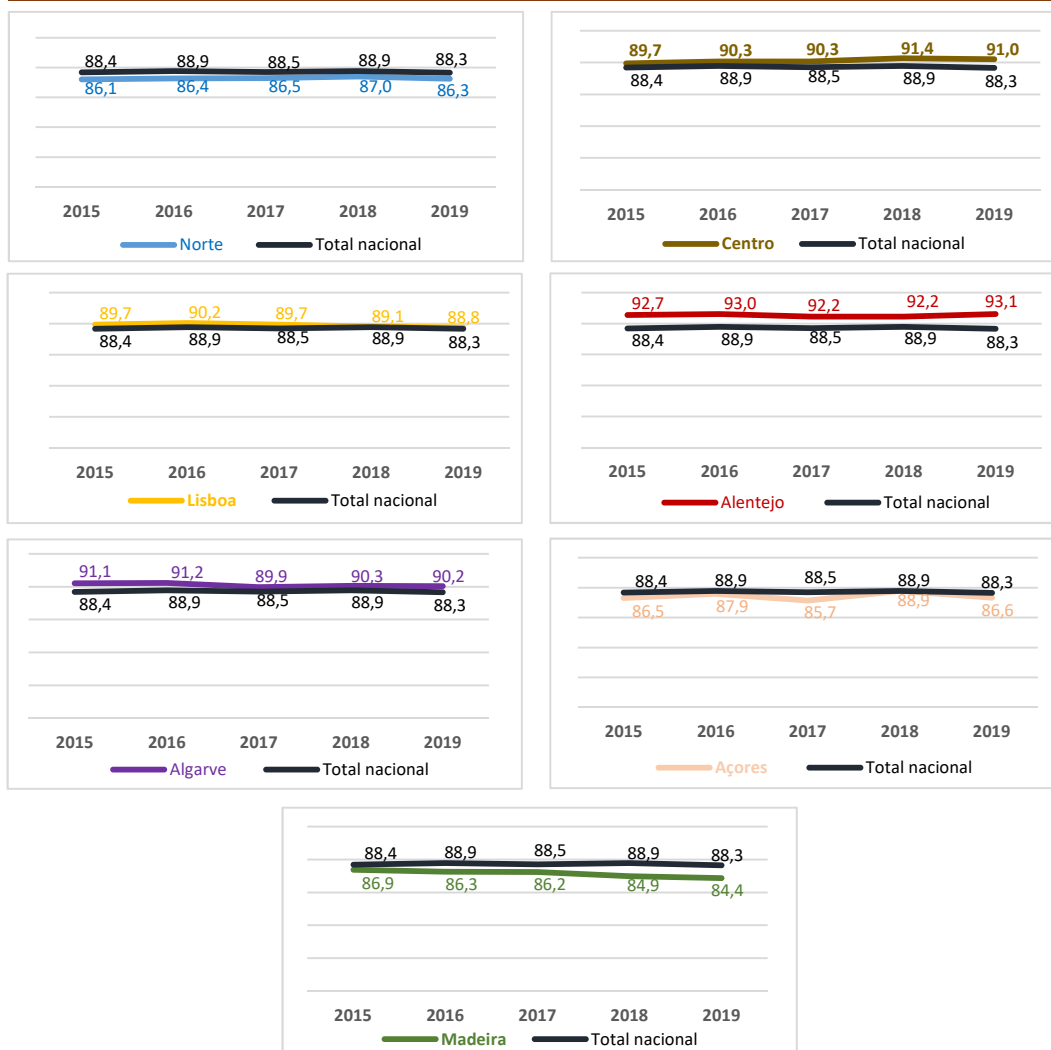 88,4 88,9 88,5 88,9 88,3
86,1 86,4 86,5 87,0 86,3
2015 2016 2017 2018 2019
Norte Total nacional
89,7 90,3 90,3 91,4 91,0
88,4 88,9 88,5 88,9 88,3
2015 2016 2017 2018 2019
Centro Total nacional
89,7 90,2 89,7 89,1 88,8
88,4 88,9 88,5 88,9 88,3
2015 2016 2017 2018 2019
Lisboa Total nacional
92,7 93,0 92,2 92,2 93,1
88,4 88,9 88,5 88,9 88,3
2015 2016 2017 2018 2019
Alentejo Total nacional
91,1 91,2 89,9 90,3 90,2
88,4 88,9 88,5 88,9 88,3
2015 2016 2017 2018 2019
Algarve Total nacional
88,4 88,9 88,5 88,9 88,3
86,5 87,9 85,7 88,9 86,6
2015 2016 2017 2018 2019
Açores Total nacional
88,4 88,9 88,5 88,9 88,3
86,9 86,3 86,2 84,9 84,4
2015 2016 2017 2018 2019
Madeira Total nacional